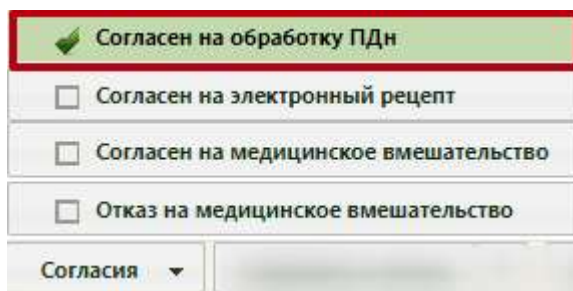 Согласен на обработку ПДн
Согласен на электронный рецепт
Согласен на медицинское вмешательство
Отказ на медицинское вмешательство
Согласия